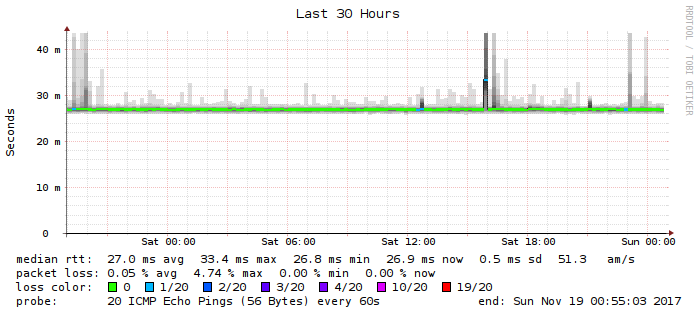 Last 30 Hours
RRDTOOL / TOBI OETIKER
Seconds
40 m
30 m
20 m
10 m
0
Sat 00:00 Sat 06:00 Sat 12:00 Sat 18:00 Sun 00:00
median rtt: 27.0 ms avg 33.4 ms max 26.8 ms min 26.9 ms now 0.5 ms sd 51.3 am/s
packet loss: 0.05 % avg 4.74 % max 0.00 % min 0.00 % now
loss color: 0 1/20 2/20 3/20 4/20 10/20 19/20
probe: 20 ICMP Echo Pings (56 Bytes) every 60s end: Sun Nov 19 00:55:03 2017